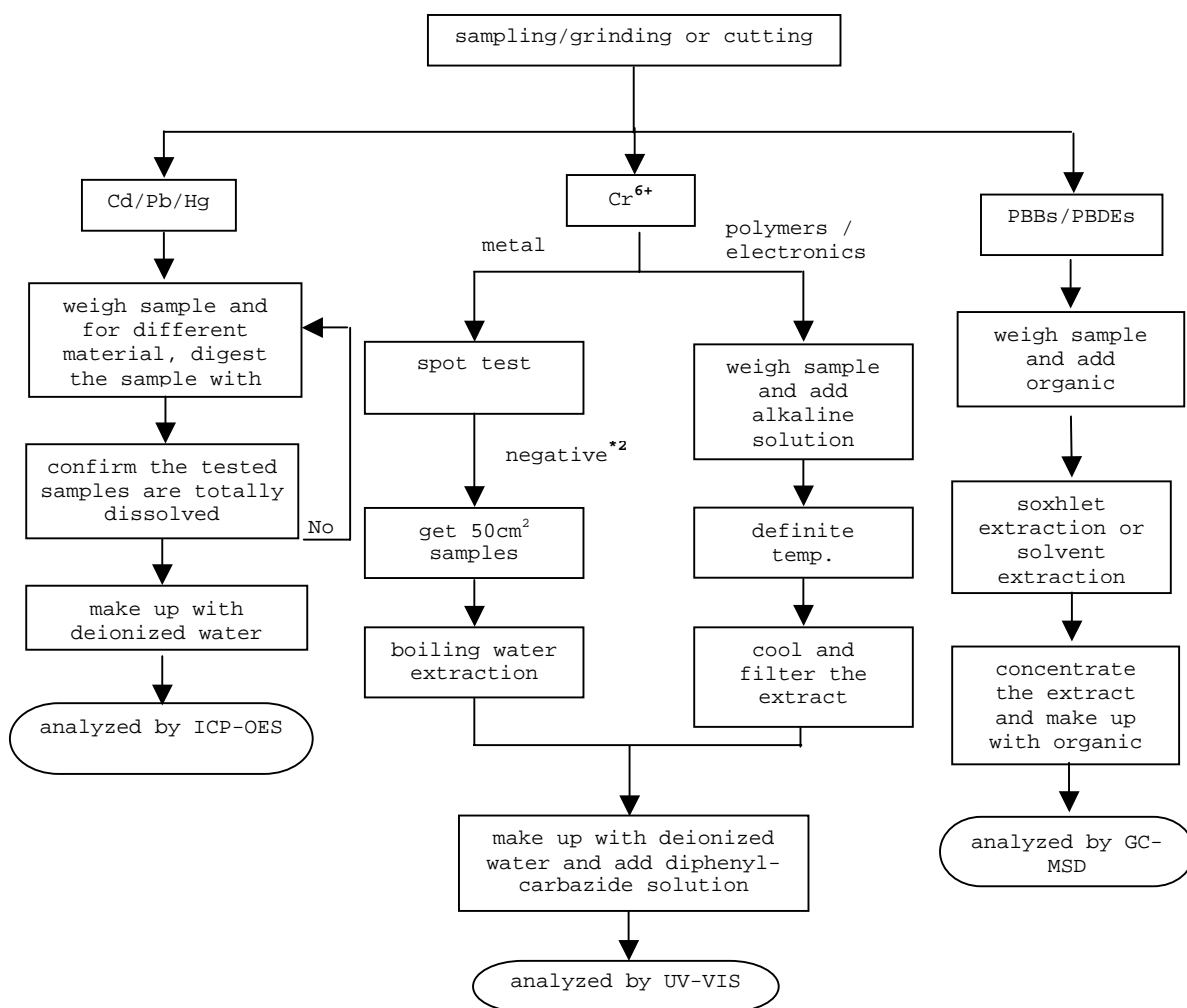 sampling/grinding or cutting
Cd/Pb/Hg
Cr6+
PBBs/PBDEs
metal
polymers /
electronics
weigh sample and
for different
material, digest
the sample with
confirm the tested
samples are totally
dissolved
No
make up with
deionized water
analyzed by ICP-OES
spot test
negative*2
get 50cm2
samples
boiling water
extraction
weigh sample
and add
alkaline
solution
definite
temp.
cool and
filter the
extract
make up with deionized
water and add diphenyl-
carbazide solution
analyzed by UV-VIS
weigh sample
and add
organic
soxhlet
extraction or
solvent
extraction
concentrate
the extract
and make up
with organic
analyzed by GC-
MSD